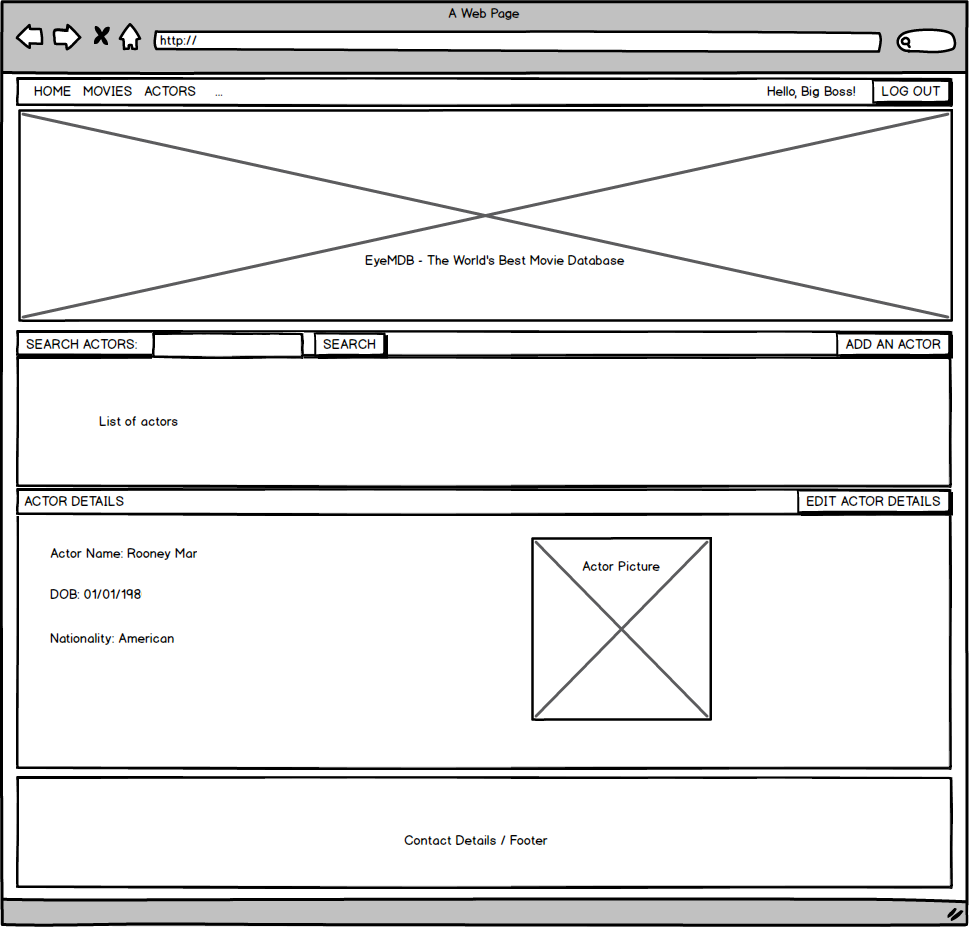 A Web Page
http://
HOME MOVIES ACTORS ... Hello, Big Boss! LOG OUT
EyeMDB - The World's Best Movie Database
SEARCH ACTORS: SEARCH ADD AN ACTOR
List of actors
ACTOR DETAILS EDIT ACTOR DETAILS
Actor Name: Rooney Mar
Actor Picture
DOB: 01/01/198
Nationality: American
Contact Details / Footer